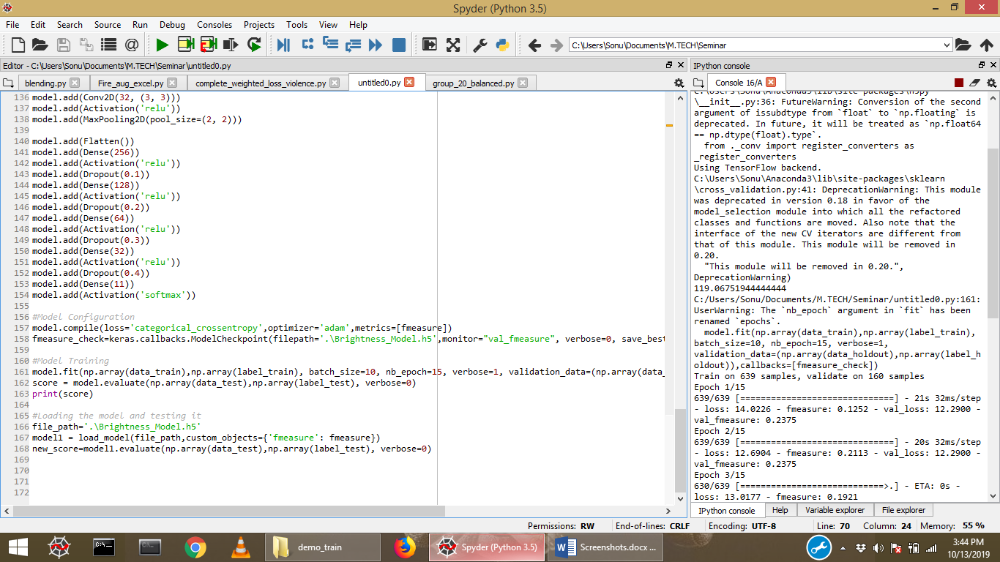 Spyder (Python 3.5)
File Edit Search Source Run Debug Consoles Projects Tools View Help
C:\Users\Sonu\Documents\M.TECH\Seminar
Editor - C:\Users\Sonu\Documents\M.TECH\Seminar\untitled0.py
blending.py Fire_aug_excel.py complete_weighted_loss_violence.py untitled0.py group_20_balanced.py
136 model.add(Conv2D(32, (3, 3)))
137 model.add(Activation('relu'))
138 model.add(MaxPooling2D(pool_size=(2, 2)))
139
140 model.add(Flatten())
141 model.add(Dense(256))
142 model.add(Activation('relu'))
143 model.add(Dropout(0.1))
144 model.add(Dense(128))
145 model.add(Activation('relu'))
146 model.add(Dropout(0.2))
147 model.add(Dense(64))
148 model.add(Activation('relu'))
149 model.add(Dropout(0.3))
150 model.add(Dense(32))
151 model.add(Activation('relu'))
152 model.add(Dropout(0.4))
153 model.add(Dense(11))
154 model.add(Activation('softmax'))
155
156 #Model Configuration
157 model.compile(loss='categorical_crossentropy',optimizer='adam',metrics=[fmeasure])
158 fmeasure_check=keras.callbacks.ModelCheckpoint(filepath='.\Brightness_Model.h5',monitor="val_fmeasure", verbose=0, save_best
159
160 #Model Training
161 model.fit(np.array(data_train),np.array(label_train), batch_size=10, nb_epoch=15, verbose=1, validation_data=(np.array(data_
162 score = model.evaluate(np.array(data_test),np.array(label_test), verbose=0)
163 print(score)
164
165 #Loading the model and testing it
166 file_path='.\Brightness_Model.h5'
167 model1 = load_model(file_path,custom_objects={'fmeasure': fmeasure})
168 new_score=model1.evaluate(np.array(data_test),np.array(label_test), verbose=0)
169
170
171
172
IPython console
Console 16/A
C:\Users\Sonu\Anaconda3\lib\site-packages\h5py
\__init__.py:36: FutureWarning: Conversion of the second
argument of issubdtype from `float` to `np.floating` is
deprecated. In future, it will be treated as `np.float64
== np.dtype(float).type`.
from ._conv import register_converters as
_register_converters
Using TensorFlow backend.
C:\Users\Sonu\Anaconda3\lib\site-packages\sklearn
\cross_validation.py:41: DeprecationWarning: This module
was deprecated in version 0.18 in favor of the
model_selection module into which all the refactored
classes and functions are moved. Also note that the
interface of the new CV iterators are different from
that of this module. This module will be removed in
0.20.
"This module will be removed in 0.20.",
DeprecationWarning)
119.06751944444444
C:/Users/Sonu/Documents/M.TECH/Seminar/untitled0.py:161:
UserWarning: The `nb_epoch` argument in `fit` has been
renamed `epochs`.
model.fit(np.array(data_train),np.array(label_train),
batch_size=10, nb_epoch=15, verbose=1,
validation_data=(np.array(data_holdout),np.array(label_h
oldout)),callbacks=[fmeasure_check])
Train on 639 samples, validate on 160 samples
Epoch 1/15
639/639 [==============================] - 21s 32ms/step
- loss: 14.0226 - fmeasure: 0.1252 - val_loss: 12.2900 -
val_fmeasure: 0.2375
Epoch 2/15
639/639 [==============================] - 20s 32ms/step
- loss: 12.6904 - fmeasure: 0.2113 - val_loss: 12.2900 -
val_fmeasure: 0.2375
Epoch 3/15
630/639 [============================>.] - ETA: 0s -
loss: 13.0177 - fmeasure: 0.1921
IPython console Help Variable explorer File explorer
Permissions: RW End-of-lines: CRLF Encoding: UTF-8 Line: 70 Column: 24 Memory: 55 %
demo_train Spyder (Python 3.5) Screenshots.docx ...
3:44 PM
10/13/2019